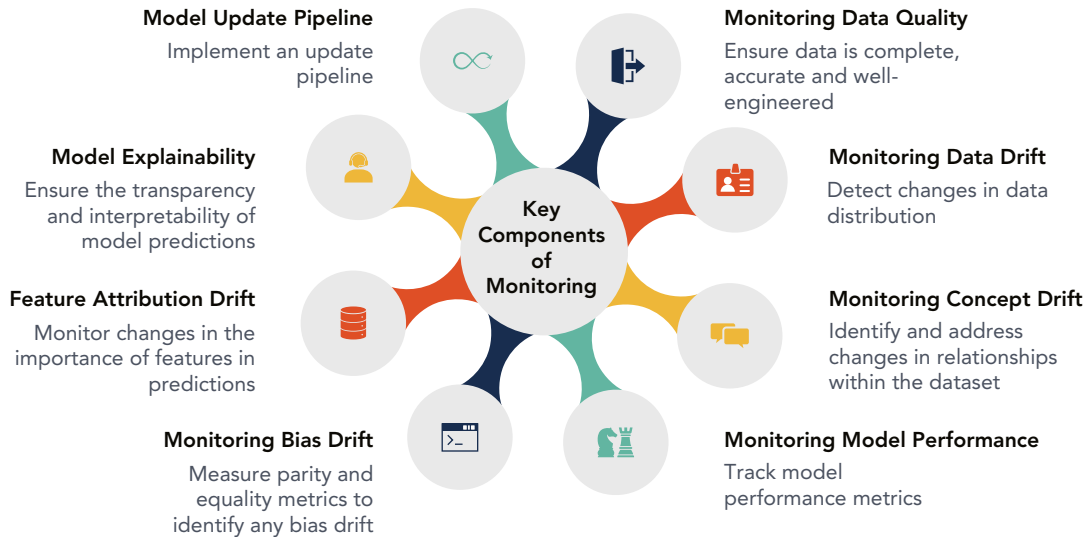 Model Update Pipeline
Implement an update
pipeline
Monitoring Data Quality
Ensure data is complete,
accurate and well-
engineered
Model Explainability
Ensure the transparency
and interpretability of
model predictions
Monitoring Data Drift
Detect changes in data
distribution
Key
Components
of
Monitoring
Feature Attribution Drift
Monitor changes in the
importance of features in
predictions
Monitoring Concept Drift
Identify and address
changes in relationships
within the dataset
Monitoring Bias Drift
Measure parity and
equality metrics to
identify any bias drift
Monitoring Model Performance
Track model
performance metrics